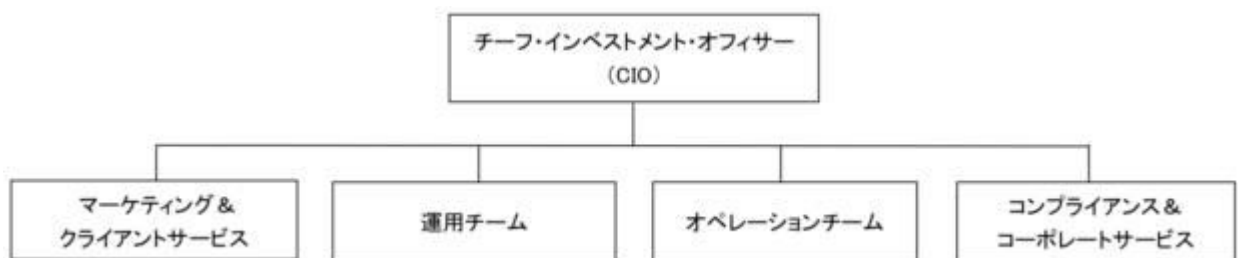 チーフ・インベストメント・オフィサー
(CIO)
マーケティング&
クライアントサービス
運用チーム
オペレーションチーム
コンプライアンス&
コーポレートサービス